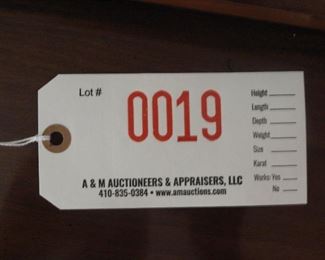 Lot #
0019
Height
Length
Depth
Weight
Size
Karat
Works: Yes
No
A & M AUCTIONEERS & APPRAISERS, LLC
410-835-0384 • www.amauctions.com